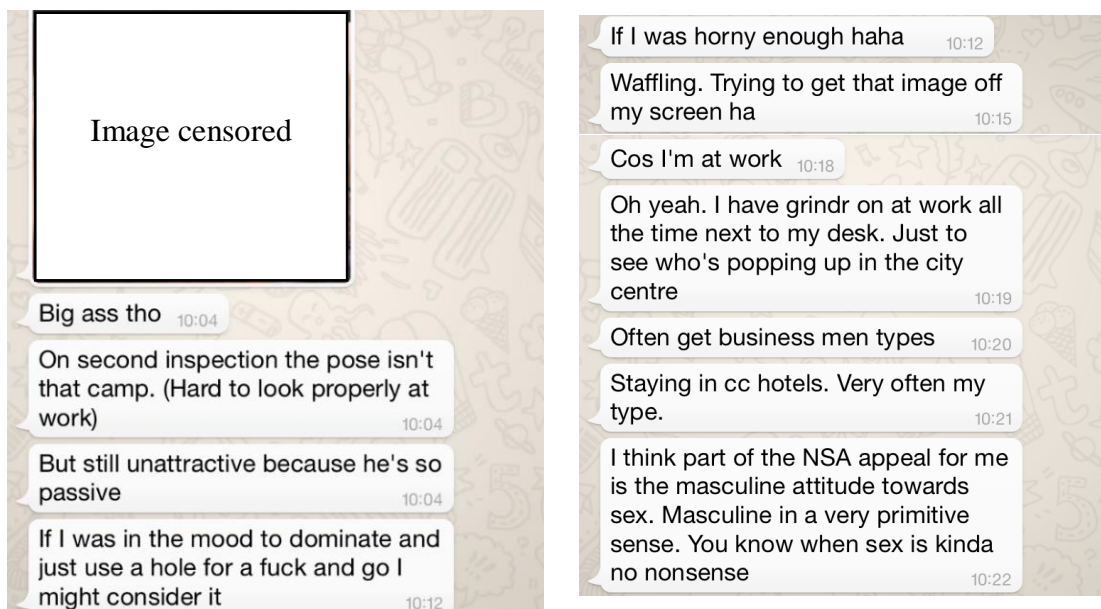 Image censored
Big ass tho 10:04
On second inspection the pose isn't
that camp. (Hard to look properly at
work) 10:04
But still unattractive because he's so
passive 10:04
If I was in the mood to dominate and
just use a hole for a fuck and go I
might consider it 10:12
If I was horny enough haha 10:12
Waffling. Trying to get that image off
my screen ha 10:15
Cos I'm at work 10:18
Oh yeah. I have grindr on at work all
the time next to my desk. Just to
see who's popping up in the city
centre 10:19
Often get business men types 10:20
Staying in cc hotels. Very often my
type. 10:21
I think part of the NSA appeal for me
is the masculine attitude towards
sex. Masculine in a very primitive
sense. You know when sex is kinda
no nonsense 10:22